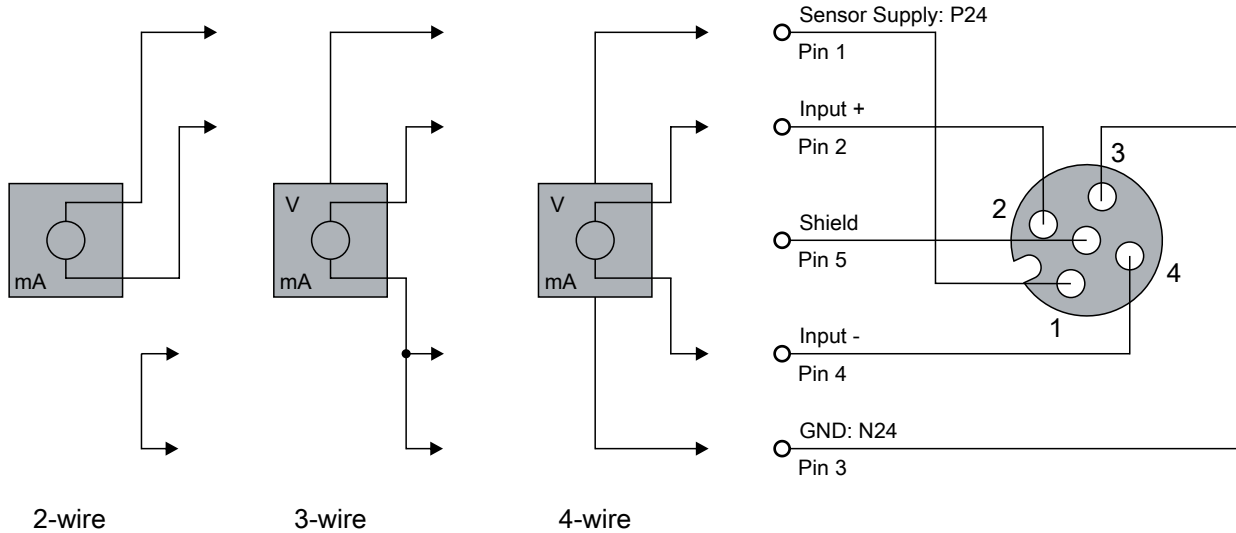 Sensor Supply: P24
Pin 1
Input +
Pin 2
3
V
V
2
Shield
mA
mA
mA
Pin 5
4
1
Input -
Pin 4
GND: N24
Pin 3
2-wire
3-wire
4-wire